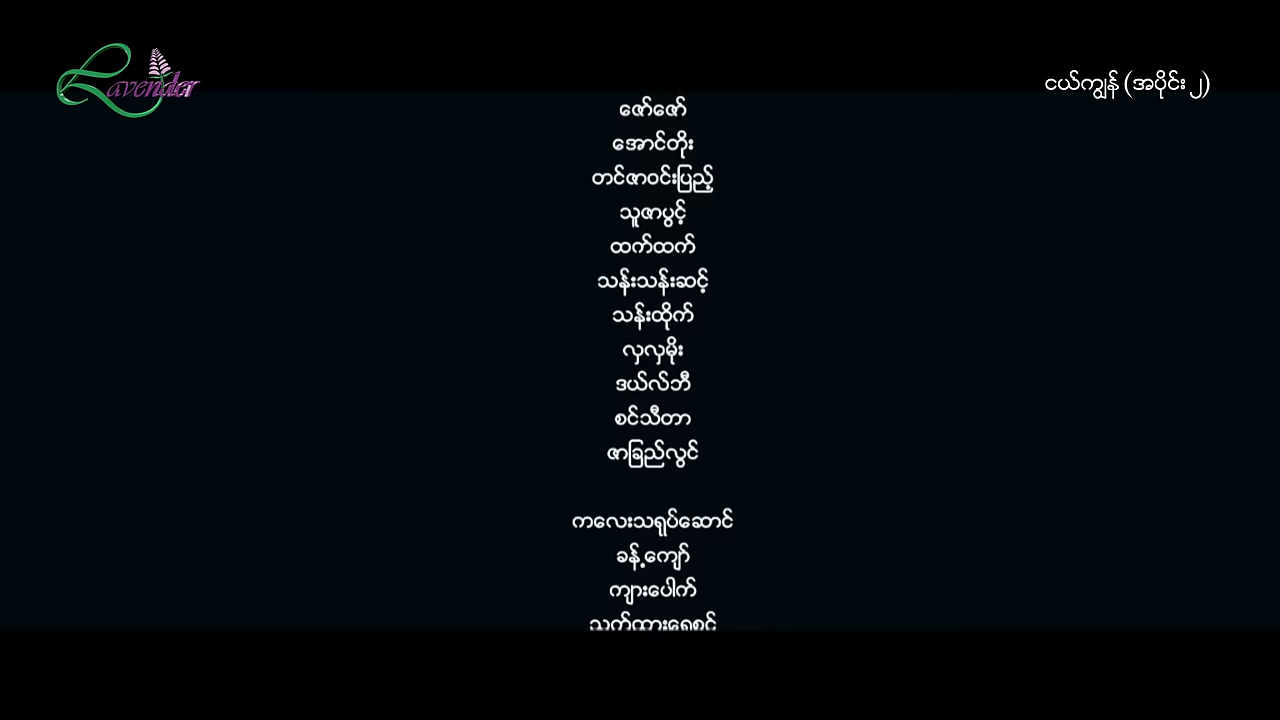 Lavender
ငယ်ကျွန် (အပိုင်း ၂)
ဇော်ဇော်
အောင်တိုး
တင်ဇာဝင်းပြည့်
သူဇာပွင့်
ထက်ထက်
သန်းသန်းဆင့်
သန်းထိုက်
လှလှမိုး
ဒယ်လ်ဘီ
စင်သီတာ
ဇာခြည်လွင်
ကလေးသရုပ်ဆောင်
ခန့်ကျော်
ကျားပေါက်